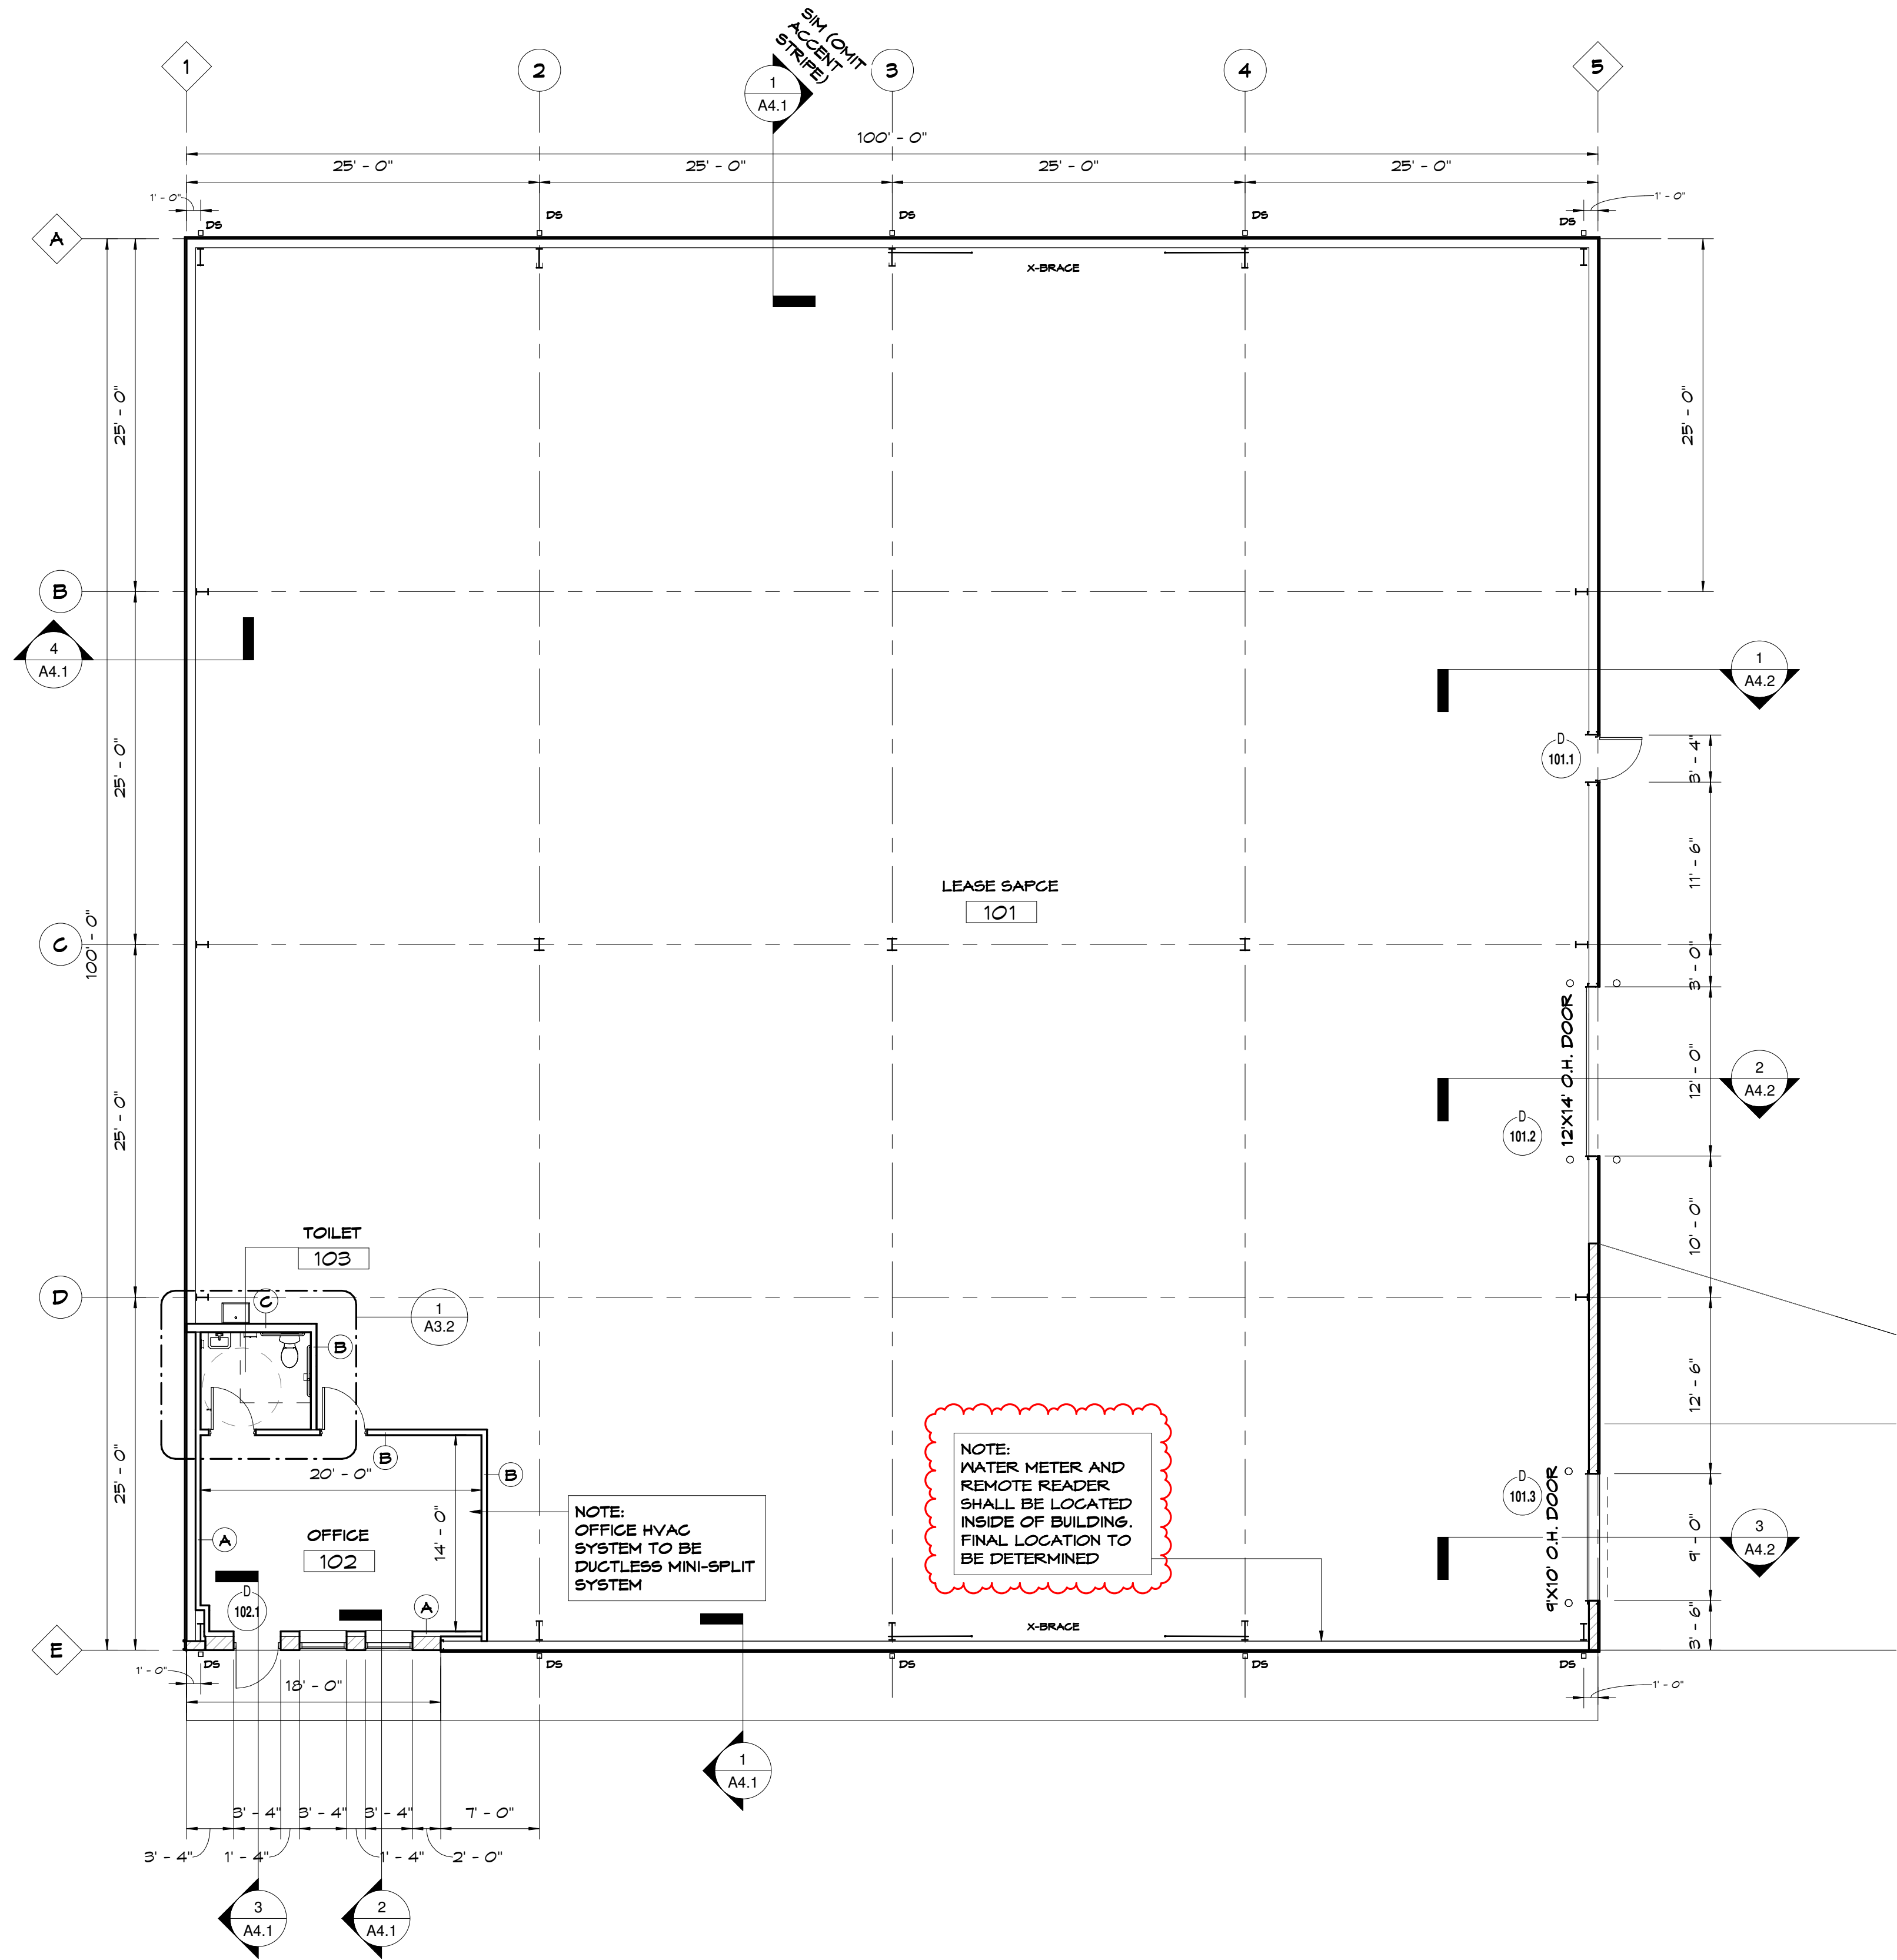 SIM (OMIT
ACCENT
STRIPE)
1
2
3
4
5
1
A4.1
100' - 0"
25' - 0"
25' - 0"
25' - 0"
25' - 0"
1' - 0"
1' - 0"
DS
DS
DS
DS
DS
A
X-BRACE
25' - 0"
25' - 0"
B
4
A4.1
1
A4.2
25' - 0"
D
101.1
3' - 4"
11' - 6"
LEASE SAPCE
101
C
100' - 0"
3' - 0"
12'X14' O.H. DOOR
12' - 0"
2
A4.2
25' - 0"
D
101.2
10' - 0"
TOILET
103
D
C
1
A3.2
B
12' - 6"
B
20' - 0"
B
25' - 0"
14' - 0"
A
OFFICE
102
D
102.1
A
NOTE:
OFFICE HVAC
SYSTEM TO BE
DUCTLESS MINI-SPLIT
SYSTEM
NOTE:
WATER METER AND
REMOTE READER
SHALL BE LOCATED
INSIDE OF BUILDING.
FINAL LOCATION TO
BE DETERMINED
D
101.3
9'X10' O.H. DOOR
9' - 0"
3
A4.2
3' - 6"
X-BRACE
E
DS
DS
DS
DS
DS
1' - 0"
1' - 0"
18' - 0"
1
A4.1
3' - 4"
3' - 4"
3' - 4"
7' - 0"
3' - 4"
1' - 4"
1' - 4"
2' - 0"
3
A4.1
2
A4.1